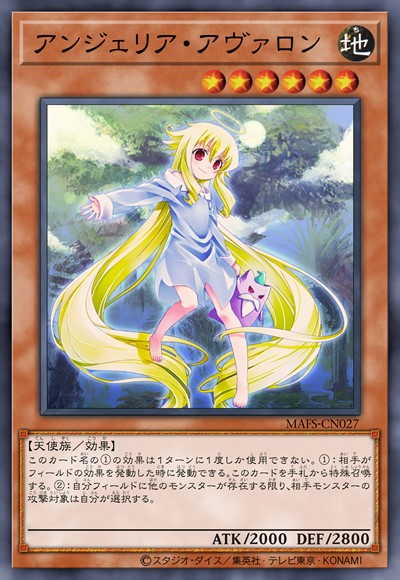 アンジェリア・アヴァロン
地
MAFS-CN027
【天使族／効果】
このカード名の①の効果は1ターンに1度しか使用できない。①：相手が
フィールドの効果を発動した時に発動できる。このカードを手札から特殊召喚
する。②：自分フィールドに他のモンスターが存在する限り、相手モンスターの
攻撃対象は自分が選択する。
ATK/2000 DEF/2800
©スタジオ・ダイス／集英社・テレビ東京・KONAMI